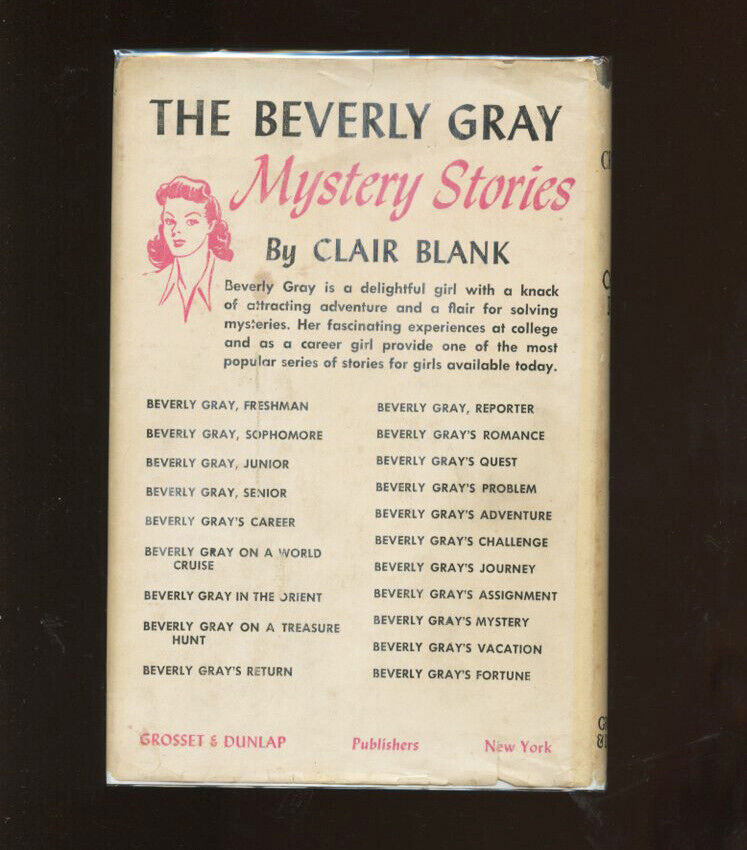 THE BEVERLY GRAY
Mystery Stories
By CLAIR BLANK
Beverly Gray is a delightful girl with a knack
of attracting adventure and a flair for solving
mysteries. Her fascinating experiences at college
and as a career girl provide one of the most
popular series of stories for girls available today.
BEVERLY GRAY, FRESHMAN
BEVERLY GRAY, SOPHOMORE
BEVERLY GRAY, JUNIOR
BEVERLY GRAY, SENIOR
BEVERLY GRAY'S CAREER
BEVERLY GRAY ON A WORLD
CRUISE
BEVERLY GRAY IN THE ORIENT
BEVERLY GRAY ON A TREASURE
HUNT
BEVERLY GRAY'S RETURN
BEVERLY GRAY, REPORTER
BEVERLY GRAY'S ROMANCE
BEVERLY GRAY'S QUEST
BEVERLY GRAY'S PROBLEM
BEVERLY GRAY'S ADVENTURE
BEVERLY GRAY'S CHALLENGE
BEVERLY GRAY'S JOURNEY
BEVERLY GRAY'S ASSIGNMENT
BEVERLY GRAY'S MYSTERY
BEVERLY GRAY'S VACATION
BEVERLY GRAY'S FORTUNE
GROSSET & DUNLAP Publishers New York